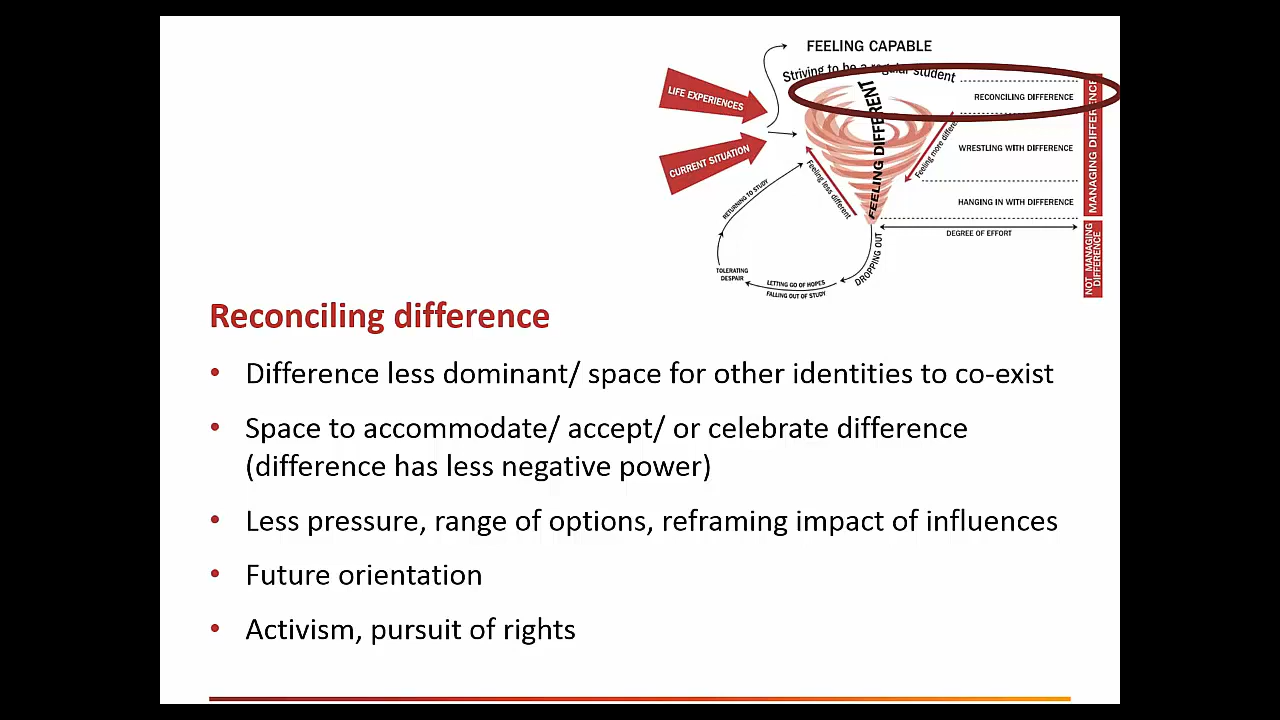 FEELING CAPABLE
Striving to be a regular student
LIFE EXPERIENCES
CURRENT SITUATION
FEELING DIFFERENT
RECONCILING DIFFERENCE
WRESTLING WITH DIFFERENCE
HANGING IN WITH DIFFERENCE
MANAGING DIFFERENCE
NOT MANAGING DIFFERENCE
Feeling less different
Feeling more
DEGREE OF EFFORT
DROPPING OUT
LETTING GO OF HOPES
FALLING OUT OF STUDY
TOLERATING
DESPAIR
RETURNING TO STUDY
Reconciling difference
• Difference less dominant/ space for other identities to co-exist
• Space to accommodate/ accept/ or celebrate difference
(difference has less negative power)
• Less pressure, range of options, reframing impact of influences
• Future orientation
• Activism, pursuit of rights